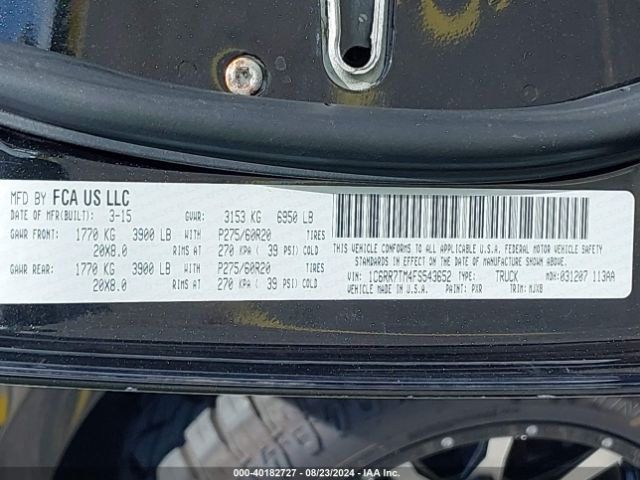 MFD BY FCA US LLC
DATE OF MFR(BUILT): 3-15 GVWR: 3153 KG 6950 LB
GAWR FRONT: 1770 KG 3900 LB P275/60R20 TIRES
20X8.0 RIMS AT 270 KPA ( 39 PSI) COLD
GAWR REAR: 1770 KG 3900 LB P275/60R20 TIRES
20X8.0 RIMS AT 270 KPA ( 39 PSI) COLD
THIS VEHICLE CONFORMS TO ALL APPLICABLE U.S.A. FEDERAL MOTOR VEHICLE SAFETY
STANDARDS IN EFFECT ON THE DATE OF MANUFACTURE SHOWN ABOVE.
VIN: 1C6RR7TM4FS543652 TYPE: TRUCK MDH:031207 113AA
VEHICLE MADE IN U.S.A. PAINT: PXR TRIM: MJXB
000-40182727 - 08/23/2024 - IAA Inc.